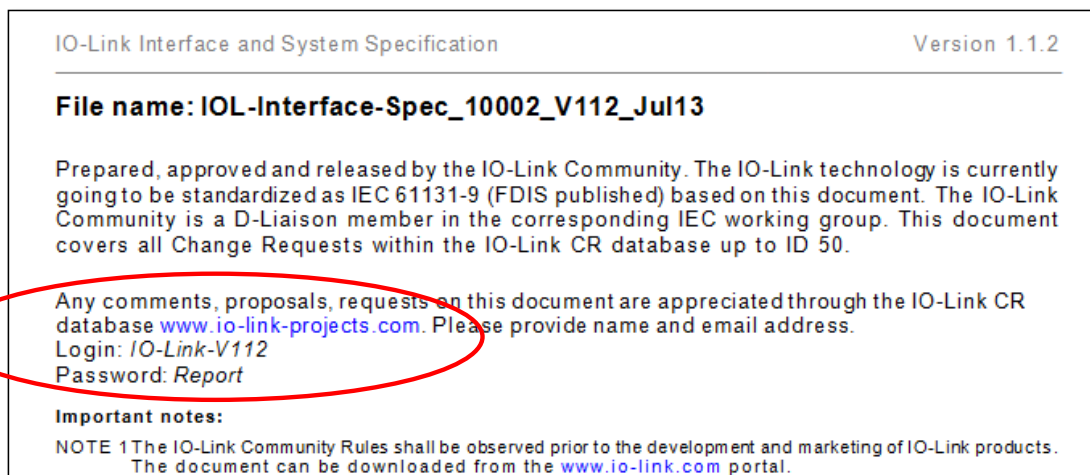 IO-Link Interface and System Specification Version 1.1.2
File name: IOL-Interface-Spec_10002_V112_Jul13
Prepared, approved and released by the IO-Link Community. The IO-Link technology is currently
going to be standardized as IEC 61131-9 (FDIS published) based on this document. The IO-Link
Community is a D-Liaison member in the corresponding IEC working group. This document
covers all Change Requests within the IO-Link CR database up to ID 50.
Any comments, proposals, requests on this document are appreciated through the IO-Link CR
database www.io-link-projects.com. Please provide name and email address.
Login: IO-Link-V112
Password: Report
Important notes:
NOTE 1 The IO-Link Community Rules shall be observed prior to the development and marketing of IO-Link products.
The document can be downloaded from the www.io-link.com portal.